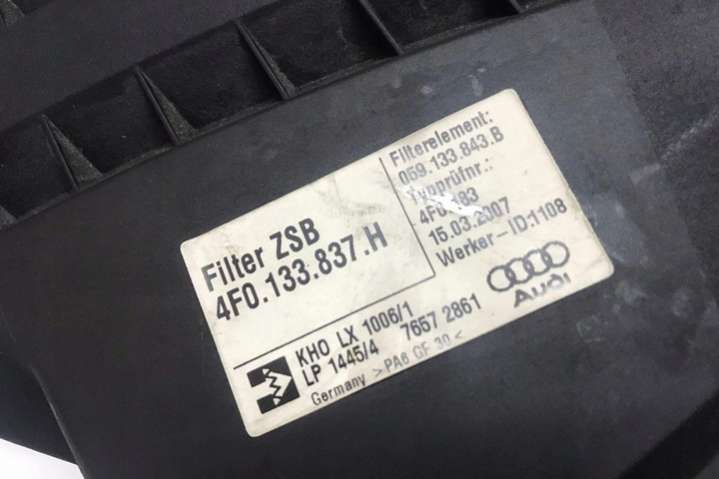 Filter ZSB
4F0.133.837.H
Filterelement:
059.133.843.B
Typprüfnr.:
15.03.2007
Werker-ID:1108
KHO LX 1006/1
LP 1445/4 7657 2861
Germany >PA6 GF 30<
Audi